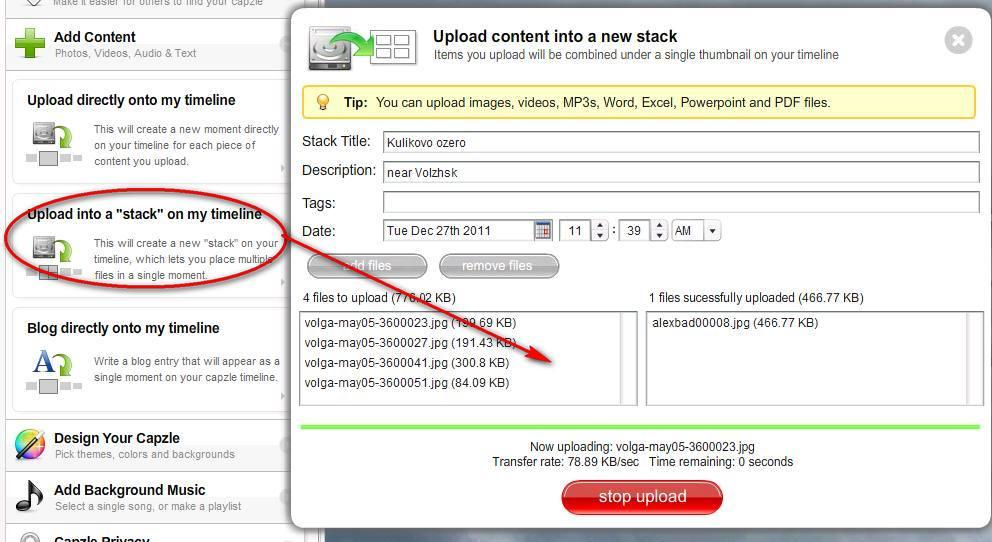 Make it easier for others to find your capzle
Add Content
Photos, Videos, Audio & Text
Upload directly onto my timeline
This will create a new moment directly
on your timeline for each piece of
content you upload.
Upload into a "stack" on my timeline
This will create a new "stack" on your
timeline, which lets you place multiple
files in a single moment.
Blog directly onto my timeline
Write a blog entry that will appear as a
single moment on your capzle timeline.
Design Your Capzle
Pick themes, colors and backgrounds
Add Background Music
Select a single song, or make a playlist
Capzle Privacy
Upload content into a new stack
Items you upload will be combined under a single thumbnail on your timeline
Tip: You can upload images, videos, MP3s, Word, Excel, Powerpoint and PDF files.
Stack Title: Kulikovo ozero
Description: near Volzhsk
Tags:
Date: Tue Dec 27th 2011 11 : 39 AM
add files remove files
4 files to upload (776.02 KB)
volga-may05-3600023.jpg (199.69 KB)
volga-may05-3600027.jpg (191.43 KB)
volga-may05-3600041.jpg (300.8 KB)
volga-may05-3600051.jpg (84.09 KB)
1 files sucessfully uploaded (466.77 KB)
alexbad00008.jpg (466.77 KB)
Now uploading: volga-may05-3600023.jpg
Transfer rate: 78.89 KB/sec Time remaining: 0 seconds
stop upload